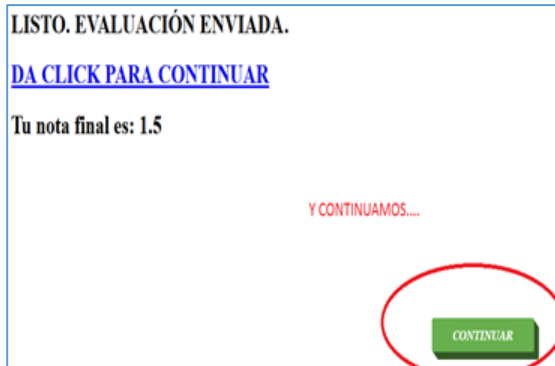 LISTO. EVALUACIÓN ENVIADA.
DA CLICK PARA CONTINUAR
Tu nota final es: 1.5
Y CONTINUAMOS....
CONTINUAR